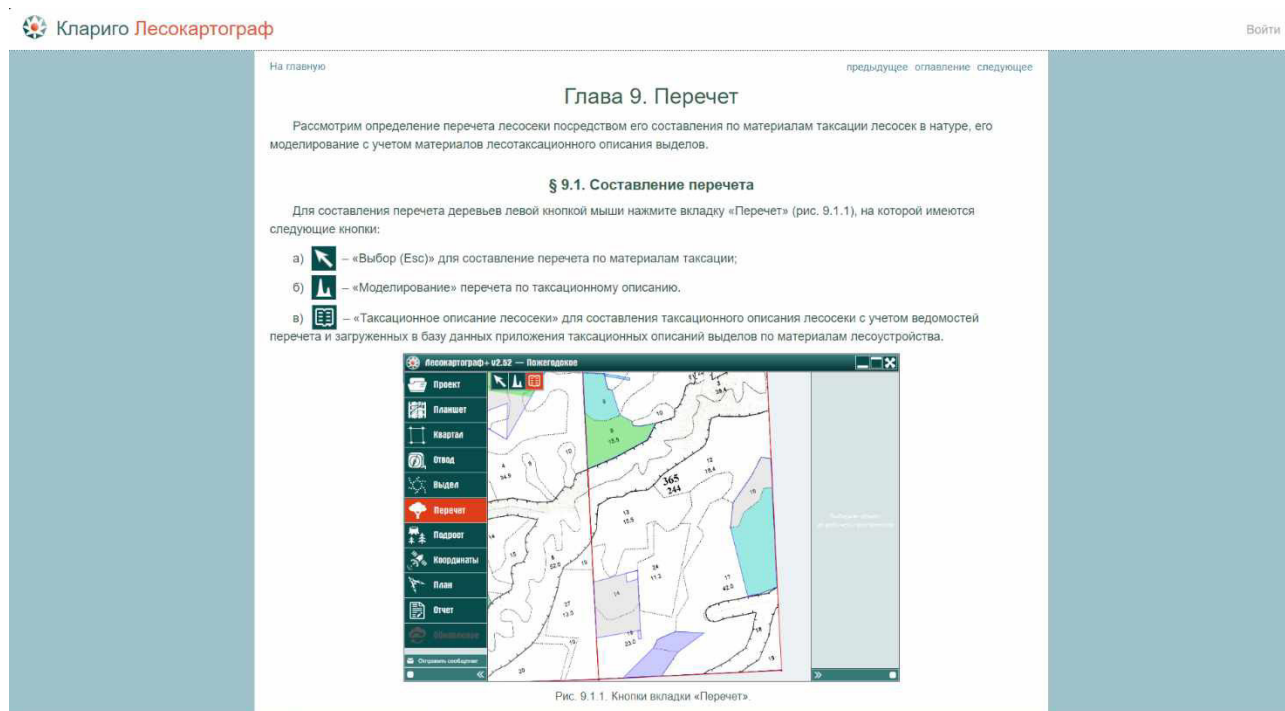 Клариго Лесокартограф
Войти
На главную
предыдущее оглавление следующее
Глава 9. Перечет
Рассмотрим определение перечета лесосеки посредством его составления по материалам таксации лесосек в натуре, его
моделирование с учетом материалов лесотаксационного описания выделов.
§ 9.1. Составление перечета
Для составления перечета деревьев левой кнопкой мыши нажмите вкладку «Перечет» (рис. 9.1.1), на которой имеются
следующие кнопки:
а) – «Выбор (Esc)» для составление перечета по материалам таксации;
б) – «Моделирование» перечета по таксационному описанию.
в) – «Таксационное описание лесосеки» для составления таксационного описания лесосеки с учетом ведомостей
перечета и загруженных в базу данных приложения таксационных описаний выделов по материалам лесоустройства.
Лесокартограф+ v2.52 — Пожегодское
Проект
Планшет
Квартал
Отвод
Выдел
Перечет
Подрост
Координаты
План
Отчет
Отправить сообщение
365
244
Рис. 9.1.1. Кнопки вкладки «Перечет»